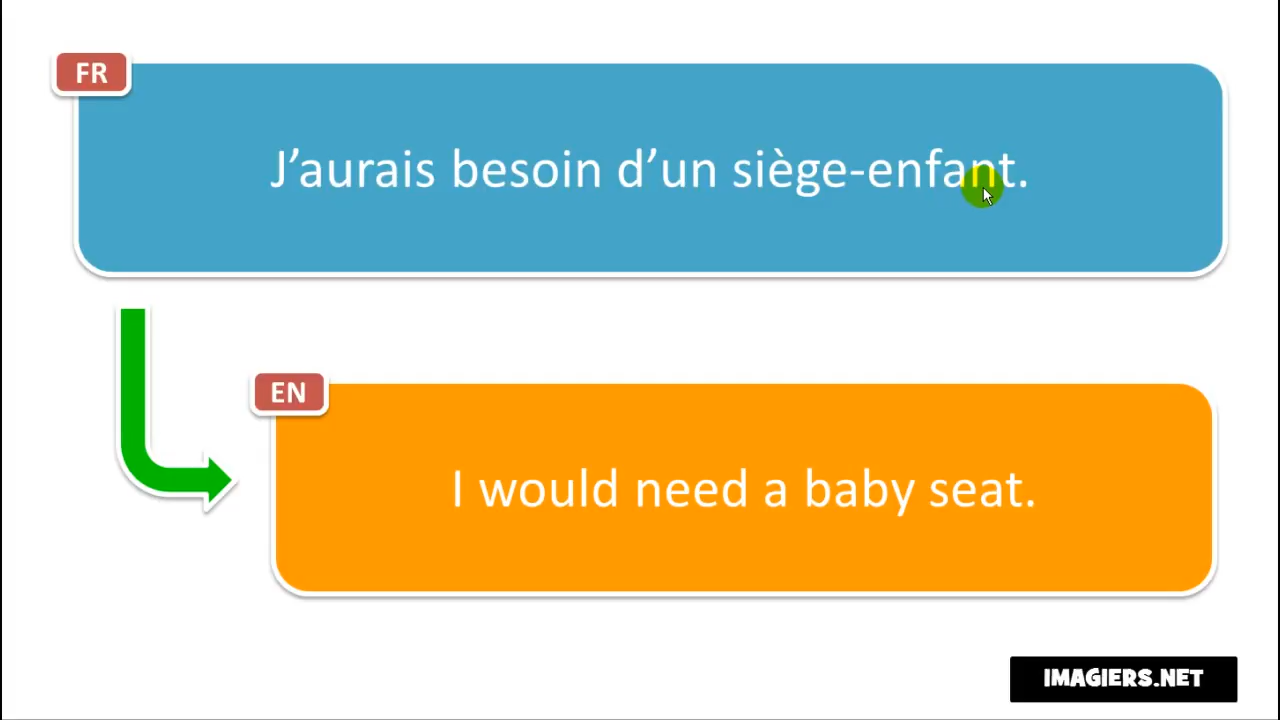 FR
J’aurais besoin d’un siège-enfant.
EN
I would need a baby seat.
IMAGIERS.NET